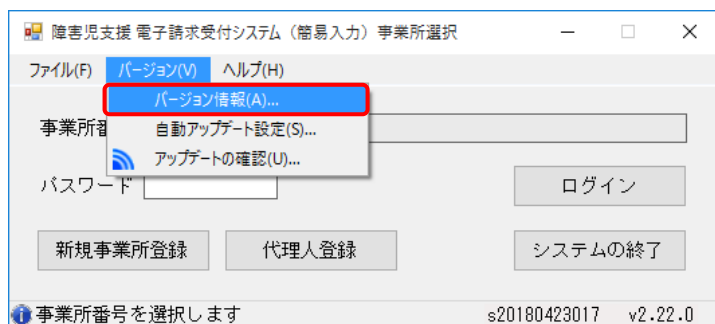 障害児支援 電子請求受付システム（簡易入力）事業所選択
ファイル(F) バージョン(V) ヘルプ(H)
バージョン情報(A)...
自動アップデート設定(S)...
アップデートの確認(U)...
事業所
パスワード
ログイン
新規事業所登録 代理人登録 システムの終了
事業所番号を選択します s20180423017 v2.22.0